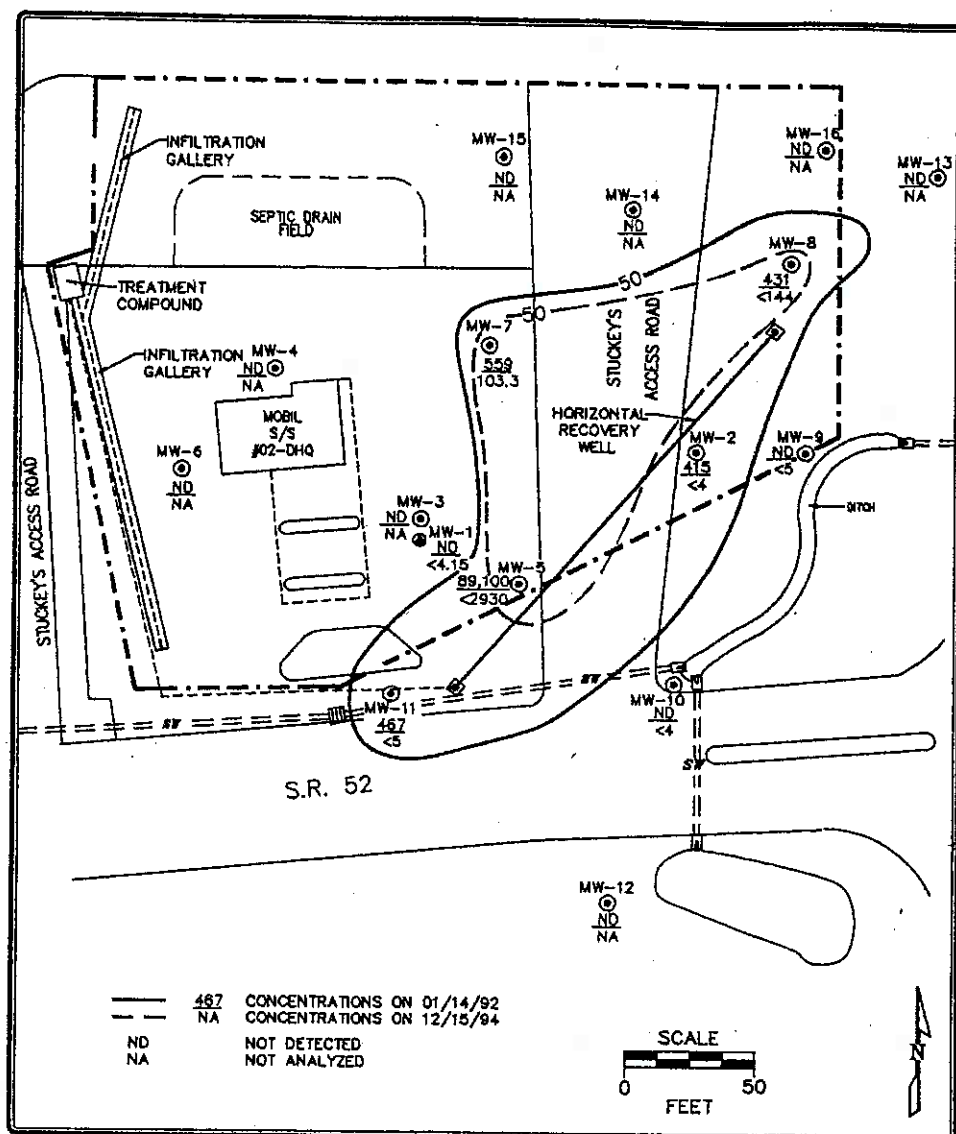 MW-15
ND
NA
MW-16
ND
NA
MW-13
ND
NA
INFILTRATION
GALLERY
MW-14
ND
NA
SEPTIC DRAIN
FIELD
MW-8
431
<144
TREATMENT
COMPOUND
50
50
MW-7
559
103.3
STUCKEY'S
ACCESS ROAD
INFILTRATION
GALLERY
MW-4
ND
NA
MOBIL
S/S
#02-DHQ
HORIZONTAL
RECOVERY
WELL
MW-2
415
<4
MW-9
ND
<5
MW-6
ND
NA
STUCKEY'S ACCESS ROAD
MW-3
ND
NA
MW-1
ND
<4.15
DITCH
MW-5
89,100
<2930
SW
SW
MW-11
467
<5
MW-10
ND
<4
SW
S.R. 52
MW-12
ND
NA
467 CONCENTRATIONS ON 01/14/92
NA CONCENTRATIONS ON 12/15/94
ND NOT DETECTED
NA NOT ANALYZED
SCALE
0 50
FEET
N